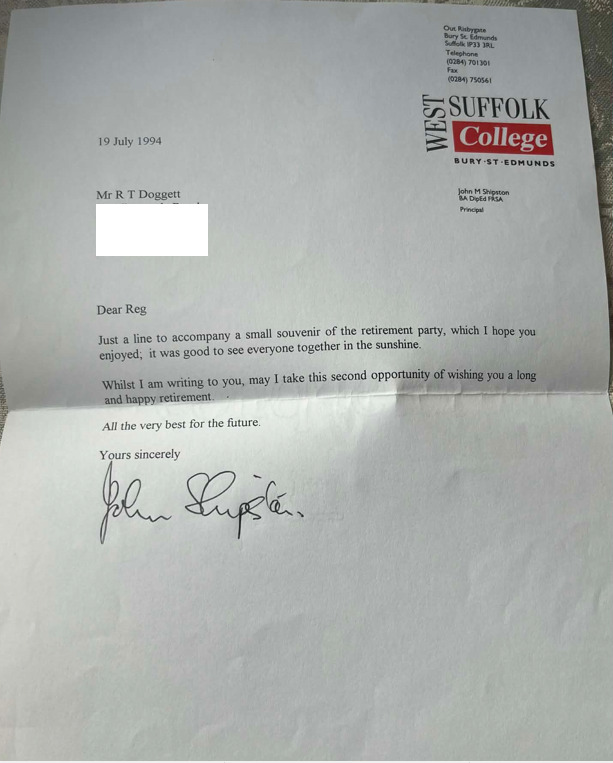 Out Risbygate
Bury St. Edmunds
Suffolk IP33 3RL
Telephone
(0284) 701301
Fax
(0284) 750561
WEST
SUFFOLK
College
BURY·ST·EDMUNDS
19 July 1994
John M Shipston
BA DipEd FRSA
Principal
Mr R T Doggett
Dear Reg
Just a line to accompany a small souvenir of the retirement party, which I hope you
enjoyed; it was good to see everyone together in the sunshine.
Whilst I am writing to you, may I take this second opportunity of wishing you a long
and happy retirement.
All the very best for the future.
Yours sincerely
John Shipston.